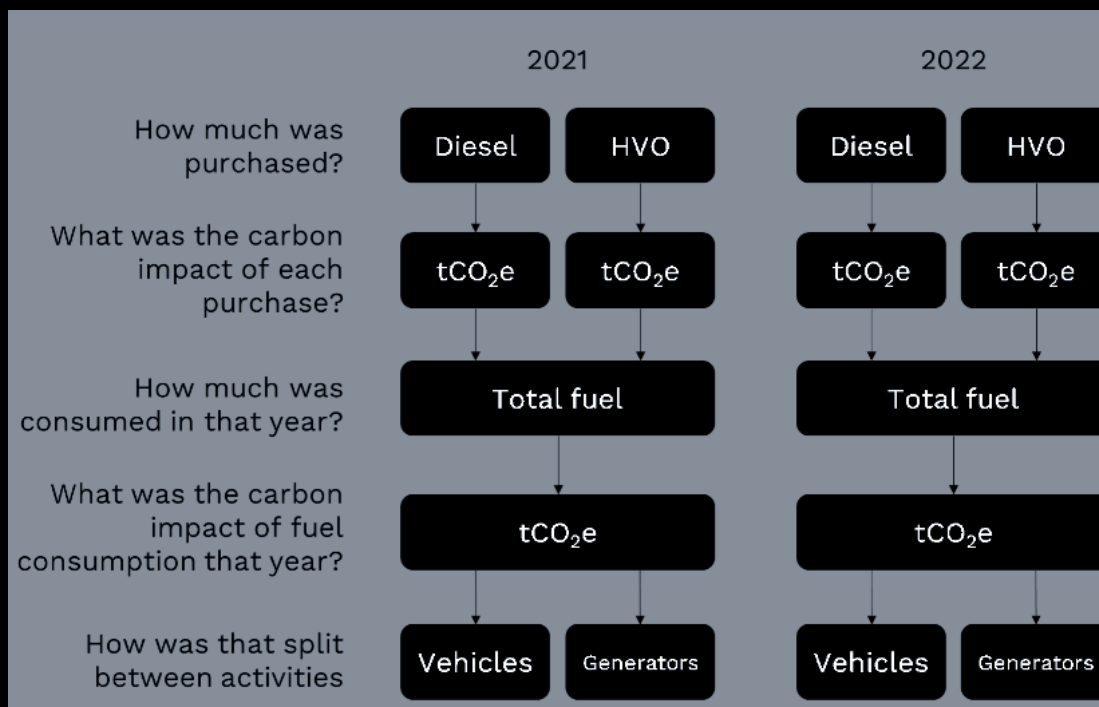 2021 2022
How much was
purchased?
Diesel HVO Diesel HVO
What was the carbon
impact of each
purchase?
tCO₂e tCO₂e tCO₂e tCO₂e
How much was
consumed in that year?
Total fuel Total fuel
What was the carbon
impact of fuel
consumption that year?
tCO₂e tCO₂e
How was that split
between activities
Vehicles Generators Vehicles Generators